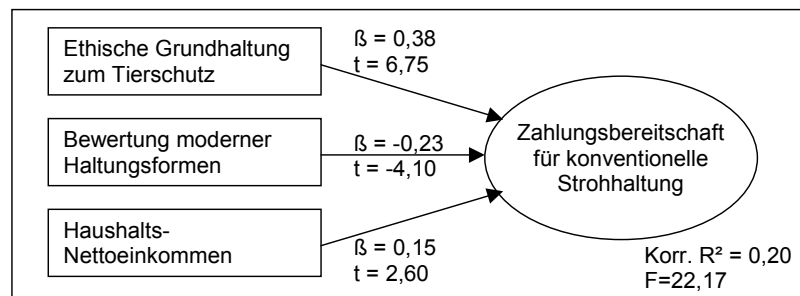 Ethische Grundhaltung
zum Tierschutz
ß = 0,38
t = 6,75
Bewertung moderner
Haltungsformen
ß = -0,23
t = -4,10
Haushalts-
Nettoeinkommen
ß = 0,15
t = 2,60
Zahlungsbereitschaft
für konventionelle
Strohhaltung
Korr. R² = 0,20
F=22,17